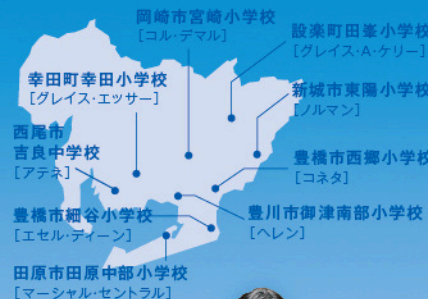 岡崎市宮崎小学校
[コル・デマル]
設楽町田峯小学校
[グレイス・A・ケリー]
幸田町幸田小学校
[グレイス・エッサー]
新城市東陽小学校
[ノルマン]
西尾市
吉良中学校
[アテネ]
豊橋市西郷小学校
[コネタ]
豊橋市細谷小学校
[エセル・ディーン]
豊川市御津南部小学校
[ヘレン]
田原市田原中部小学校
[マーシャル・セントラル]